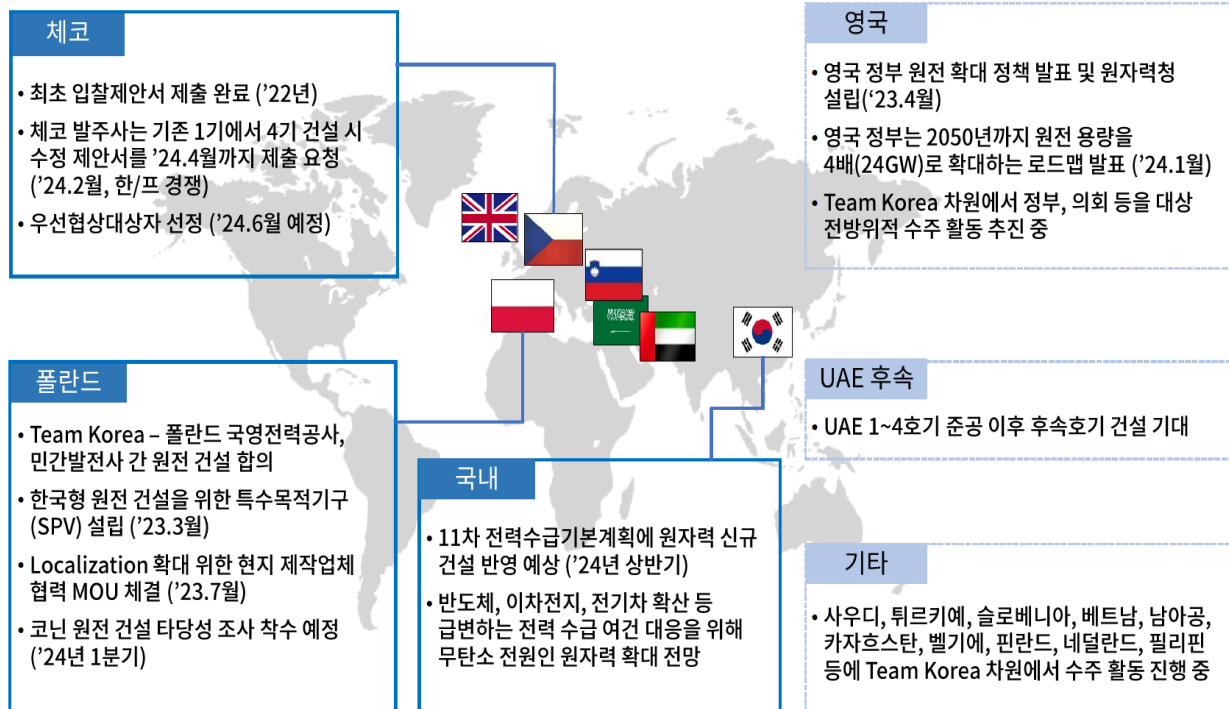 체코
• 최초 입찰제안서 제출 완료 (’22년)
• 체코 발주사는 기존 1기에서 4기 건설 시
수정 제안서를 ’24.4월까지 제출 요청
(’24.2월, 한/프 경쟁)
• 우선협상대상자 선정 (’24.6월 예정)
영국
• 영국 정부 원전 확대 정책 발표 및 원자력청
설립(‘23.4월)
• 영국 정부는 2050년까지 원전 용량을
4배(24GW)로 확대하는 로드맵 발표 (’24.1월)
• Team Korea 차원에서 정부, 의회 등을 대상
전방위적 수주 활동 추진 중
폴란드
• Team Korea – 폴란드 국영전력공사,
민간발전사 간 원전 건설 합의
• 한국형 원전 건설을 위한 특수목적기구
(SPV) 설립 (’23.3월)
• Localization 확대 위한 현지 제작업체
협력 MOU 체결 (’23.7월)
• 코닌 원전 건설 타당성 조사 착수 예정
(’24년 1분기)
국내
• 11차 전력수급기본계획에 원자력 신규
건설 반영 예상 (’24년 상반기)
• 반도체, 이차전지, 전기차 확산 등
급변하는 전력 수급 여건 대응을 위해
무탄소 전원인 원자력 확대 전망
UAE 후속
• UAE 1~4호기 준공 이후 후속호기 건설 기대
기타
• 사우디, 튀르키예, 슬로베니아, 베트남, 남아공,
카자흐스탄, 벨기에, 핀란드, 네덜란드, 필리핀
등에 Team Korea 차원에서 수주 활동 진행 중